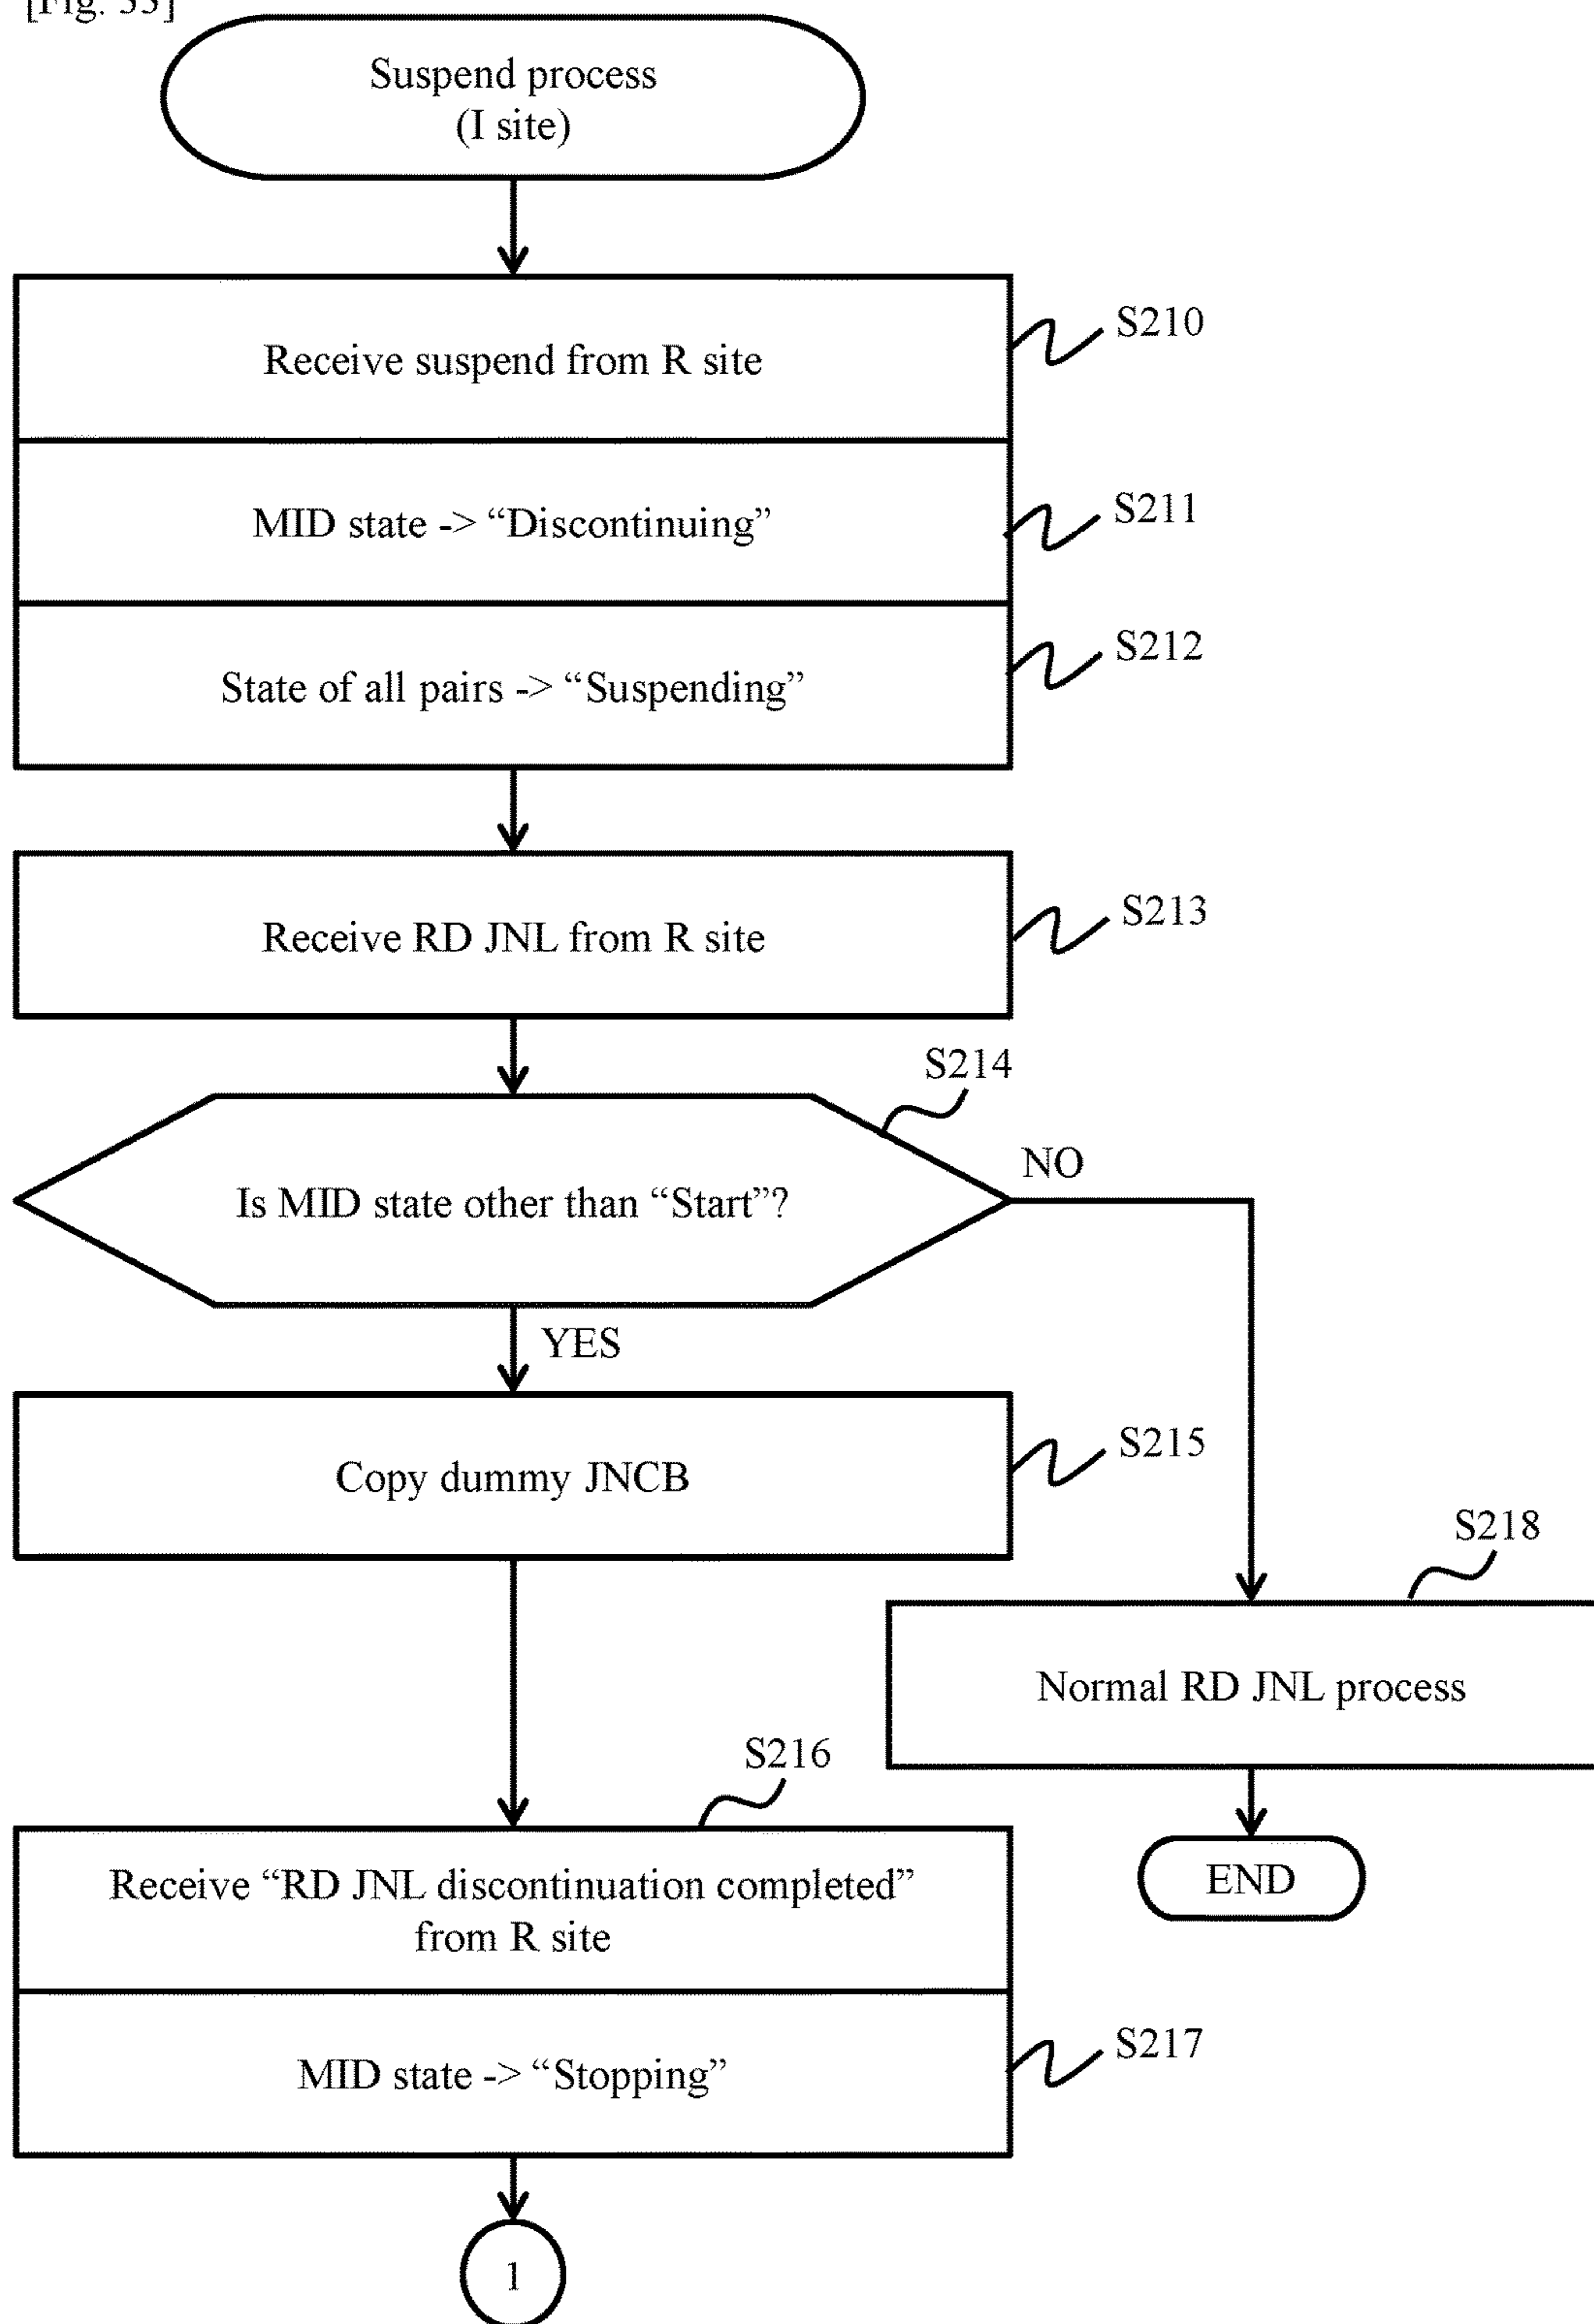 [Fig. 33]
Suspend process
(I site)
Receive suspend from R site
S210
MID state -> “Discontinuing”
S211
State of all pairs -> “Suspending”
S212
Receive RD JNL from R site
S213
S214
Is MID state other than “Start”?
NO
YES
Copy dummy JNCB
S215
S218
Normal RD JNL process
END
S216
Receive “RD JNL discontinuation completed”
from R site
MID state -> “Stopping”
S217
1